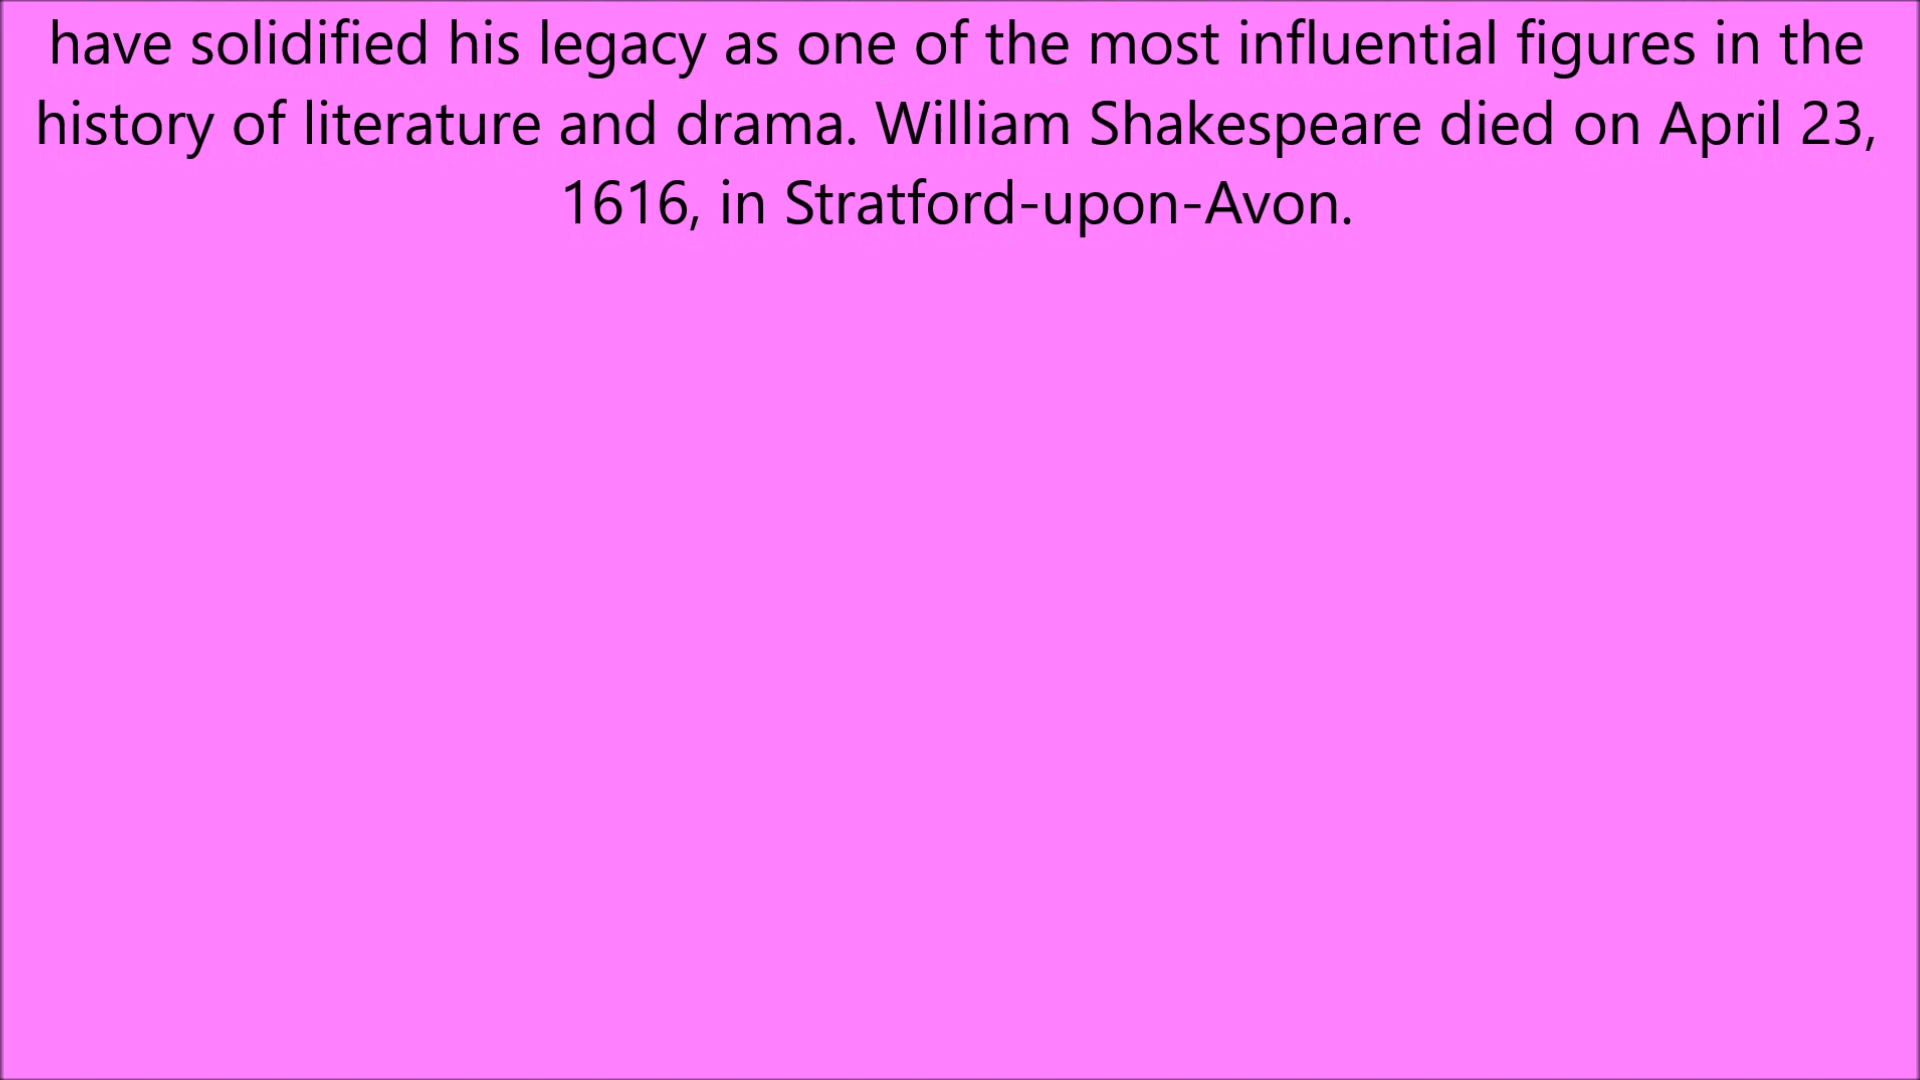 have solidified his legacy as one of the most influential figures in the
history of literature and drama. William Shakespeare died on April 23,
1616, in Stratford-upon-Avon.